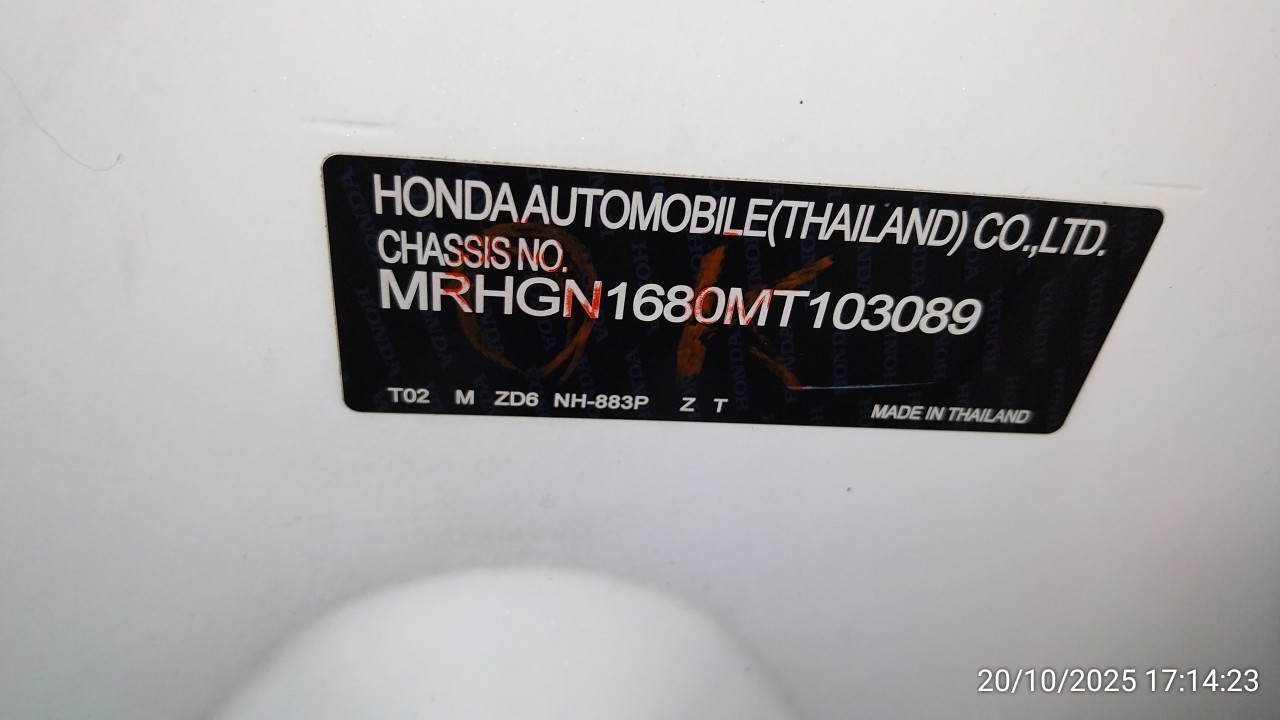 HONDA AUTOMOBILE(THAILAND) CO.,LTD.
CHASSIS NO.
MRHGN1680MT103089
OK
T02 M ZD6 NH-883P Z T
MADE IN THAILAND
20/10/2025 17:14:23